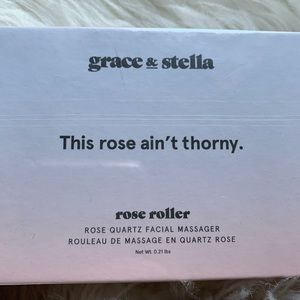 grace & stella
This rose ain't thorny.
rose roller
ROSE QUARTZ FACIAL MASSAGER
ROULEAU DE MASSAGE EN QUARTZ ROSE
Net Wt. 0.21 lbs